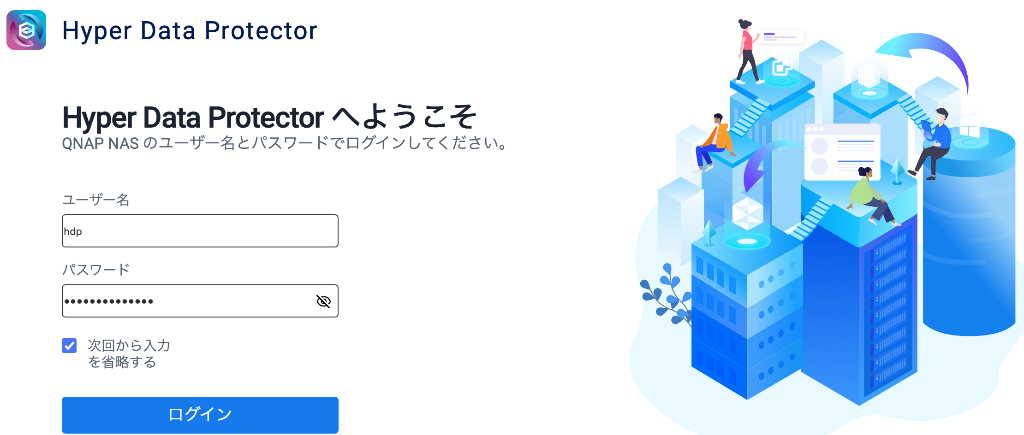 Hyper Data Protector
Hyper Data Protector へようこそ
QNAP NAS のユーザー名とパスワードでログインしてください。
ユーザー名
hdp
パスワード
••••••••••••••
次回から入力
を省略する
ログイン